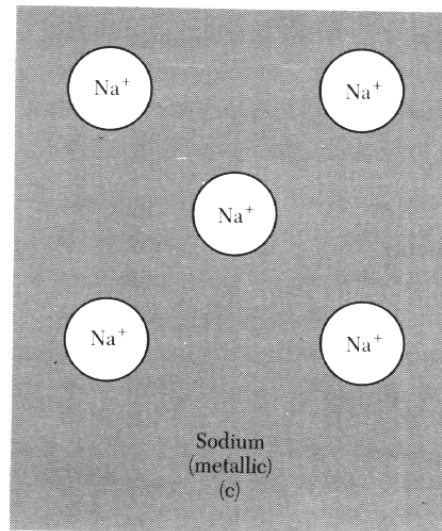 Na⁺ Na⁺
Na⁺
Na⁺ Na⁺
Sodium
(metallic)
(c)